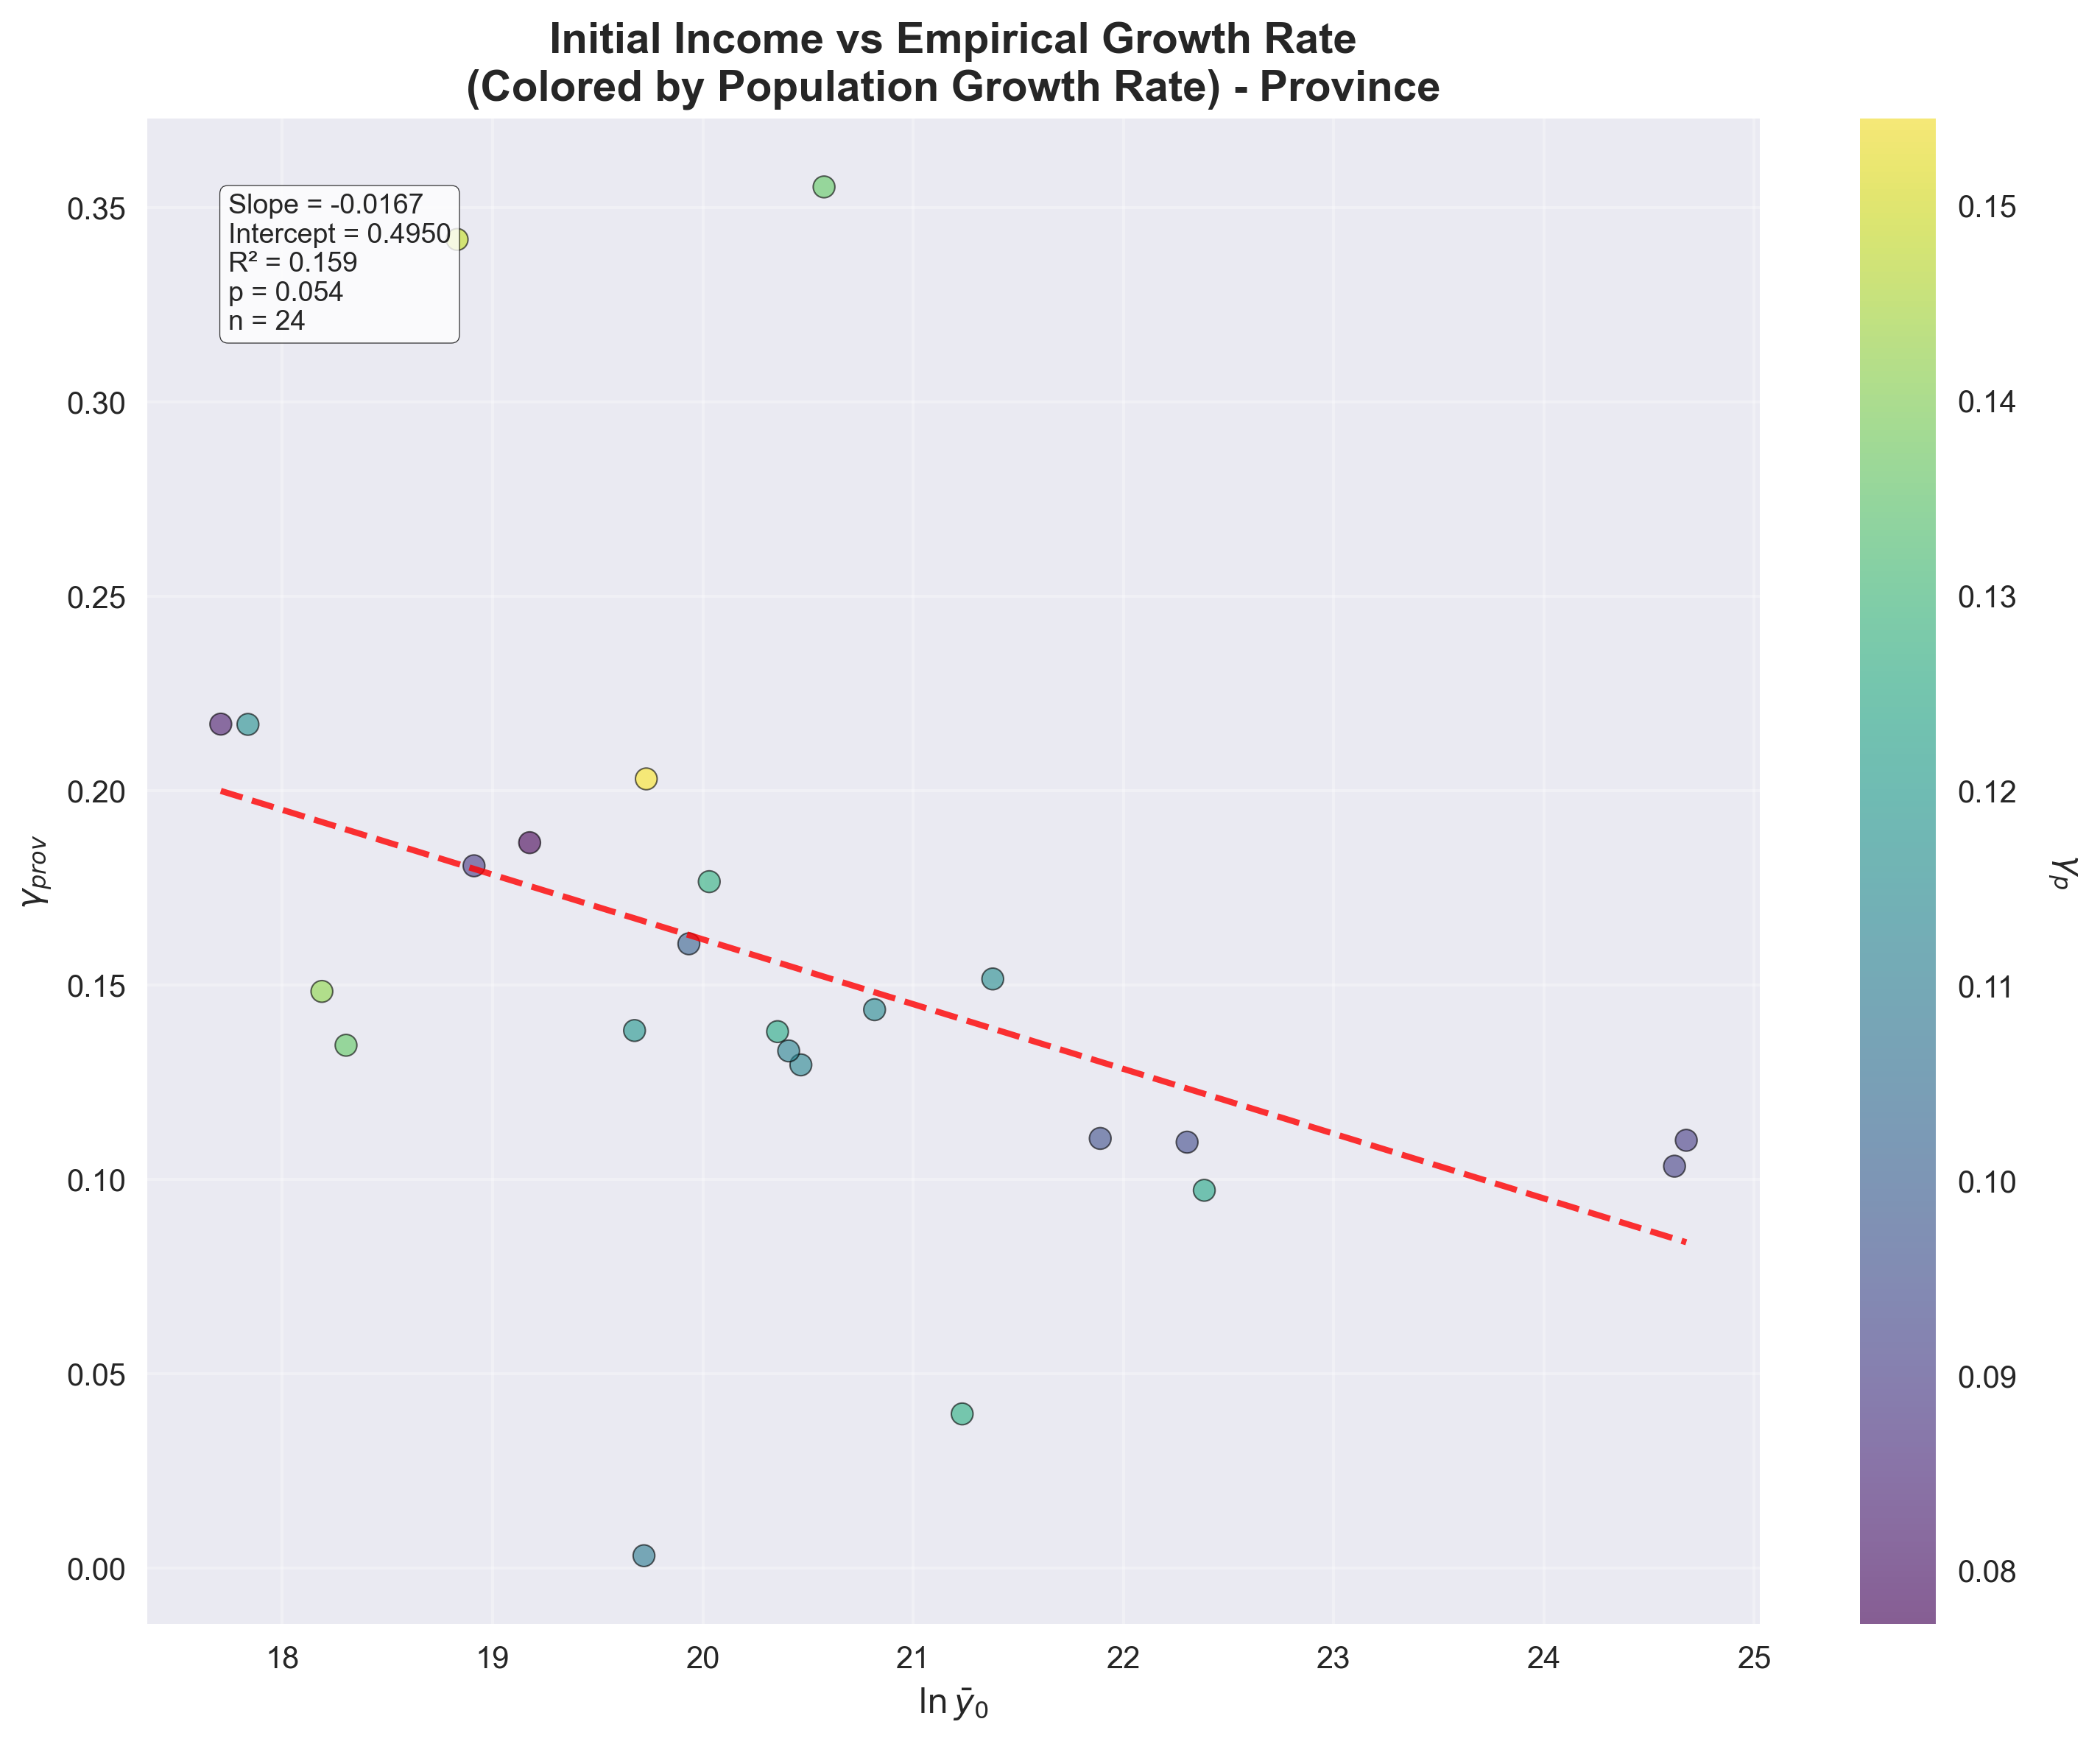 Initial Income vs Empirical Growth Rate
(Colored by Population Growth Rate) - Province
Slope = -0.0167
Intercept = 0.4950
R² = 0.159
p = 0.054
n = 24
γprov
0.35
0.30
0.25
0.20
0.15
0.10
0.05
0.00
18 19 20 21 22 23 24 25
ln ȳ₀
0.15
0.14
0.13
0.12
0.11
0.10
0.09
0.08
γp